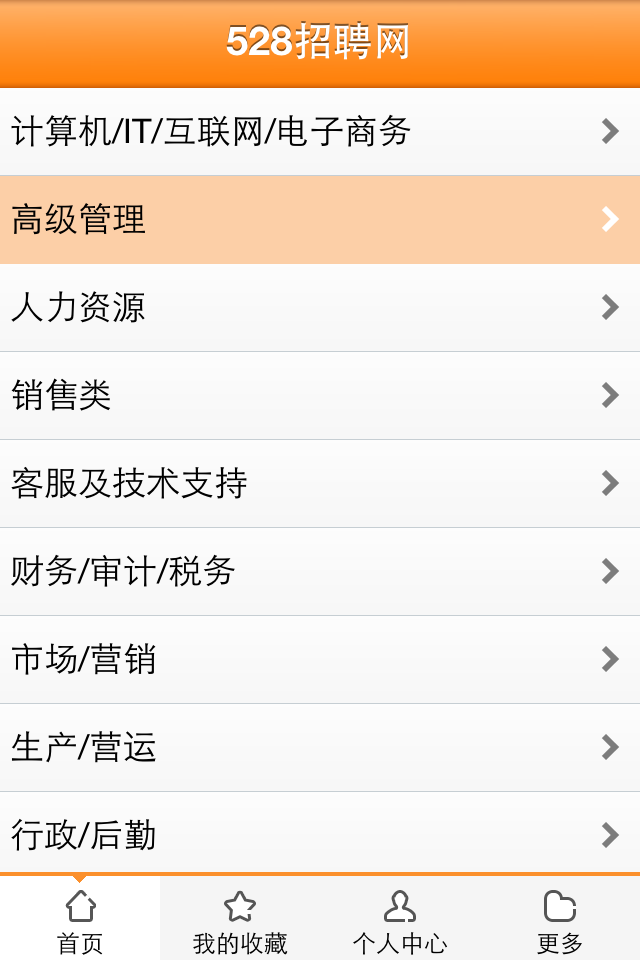 528招聘网
计算机/IT/互联网/电子商务
高级管理
人力资源
销售类
客服及技术支持
财务/审计/税务
市场/营销
生产/营运
行政/后勤
首页
我的收藏
个人中心
更多